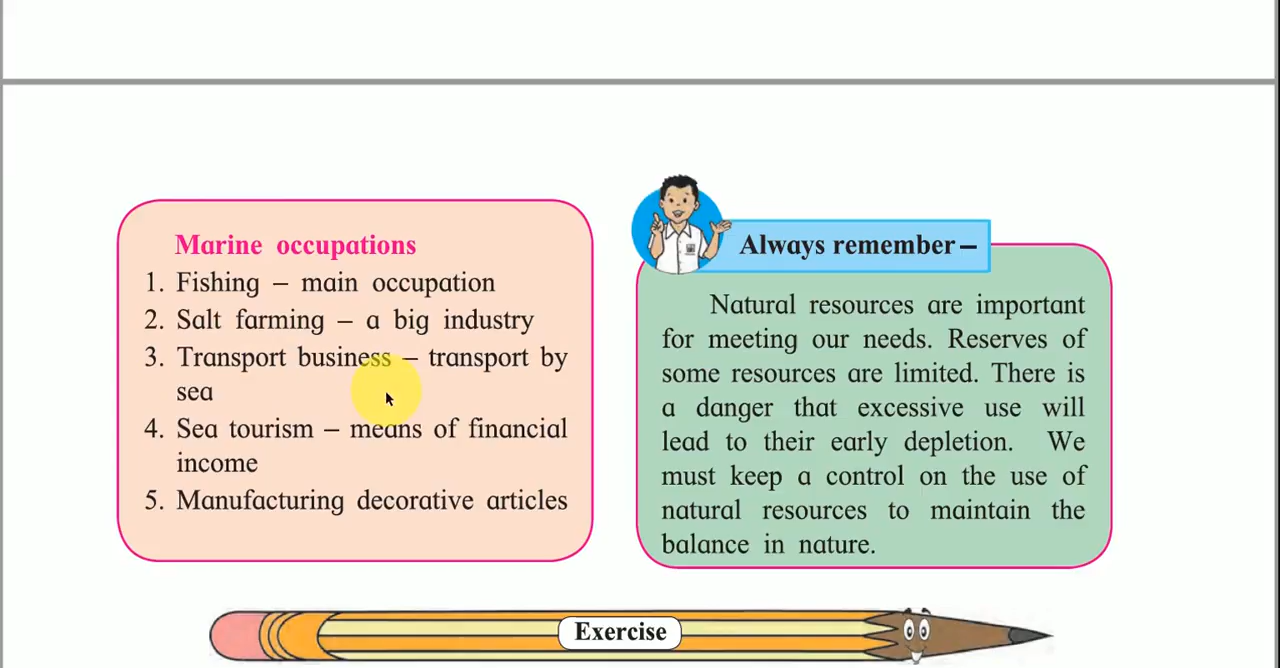 Marine occupations
1. Fishing – main occupation
2. Salt farming – a big industry
3. Transport business – transport by
sea
4. Sea tourism – means of financial
income
5. Manufacturing decorative articles
Always remember –
Natural resources are important
for meeting our needs. Reserves of
some resources are limited. There is
a danger that excessive use will
lead to their early depletion. We
must keep a control on the use of
natural resources to maintain the
balance in nature.
Exercise